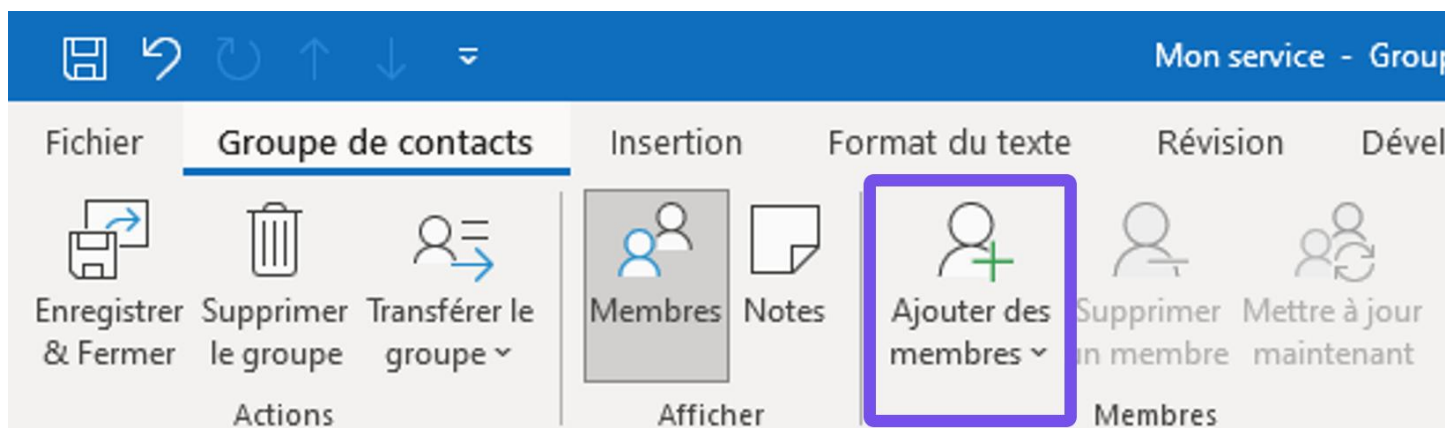 Mon service - Group
Fichier Groupe de contacts Insertion Format du texte Révision Dével
Enregistrer Supprimer Transférer le Membres Notes Ajouter des Supprimer Mettre à jour
& Fermer le groupe groupe membres un membre maintenant
Actions Afficher Membres